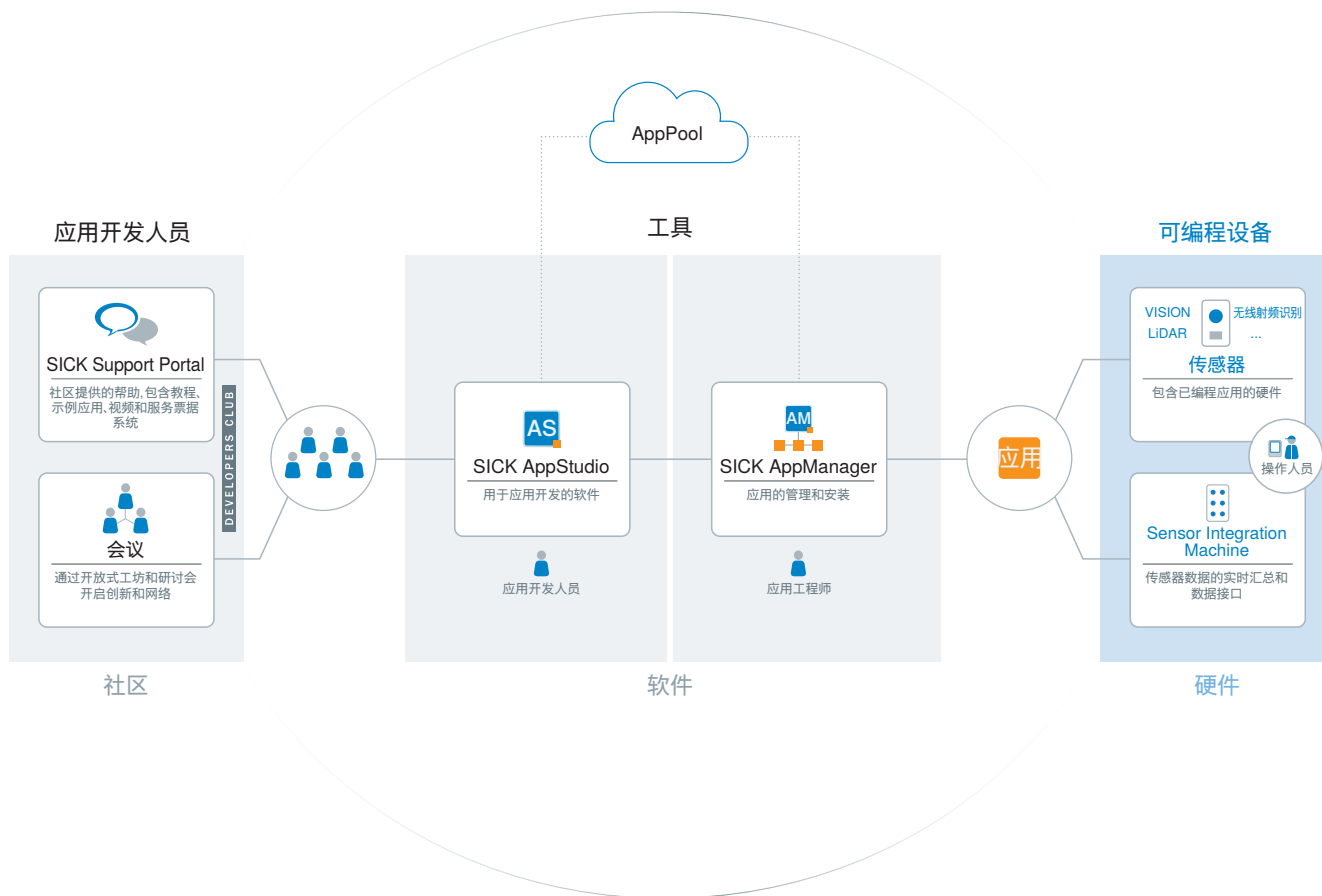 AppPool
应用开发人员
工具
可编程设备
SICK Support Portal
社区提供的帮助,包含教程、
示例应用、视频和服务票据
系统
DEVELOPERS CLUB
会议
通过开放式工坊和研讨会
开启创新和网络
社区
AS
SICK AppStudio
用于应用开发的软件
应用开发人员
AM
SICK AppManager
应用的管理和安装
应用工程师
软件
应用
VISION
无线射频识别
LiDAR
...
传感器
包含已编程应用的硬件
操作人员
Sensor Integration
Machine
传感器数据的实时汇总和
数据接口
硬件